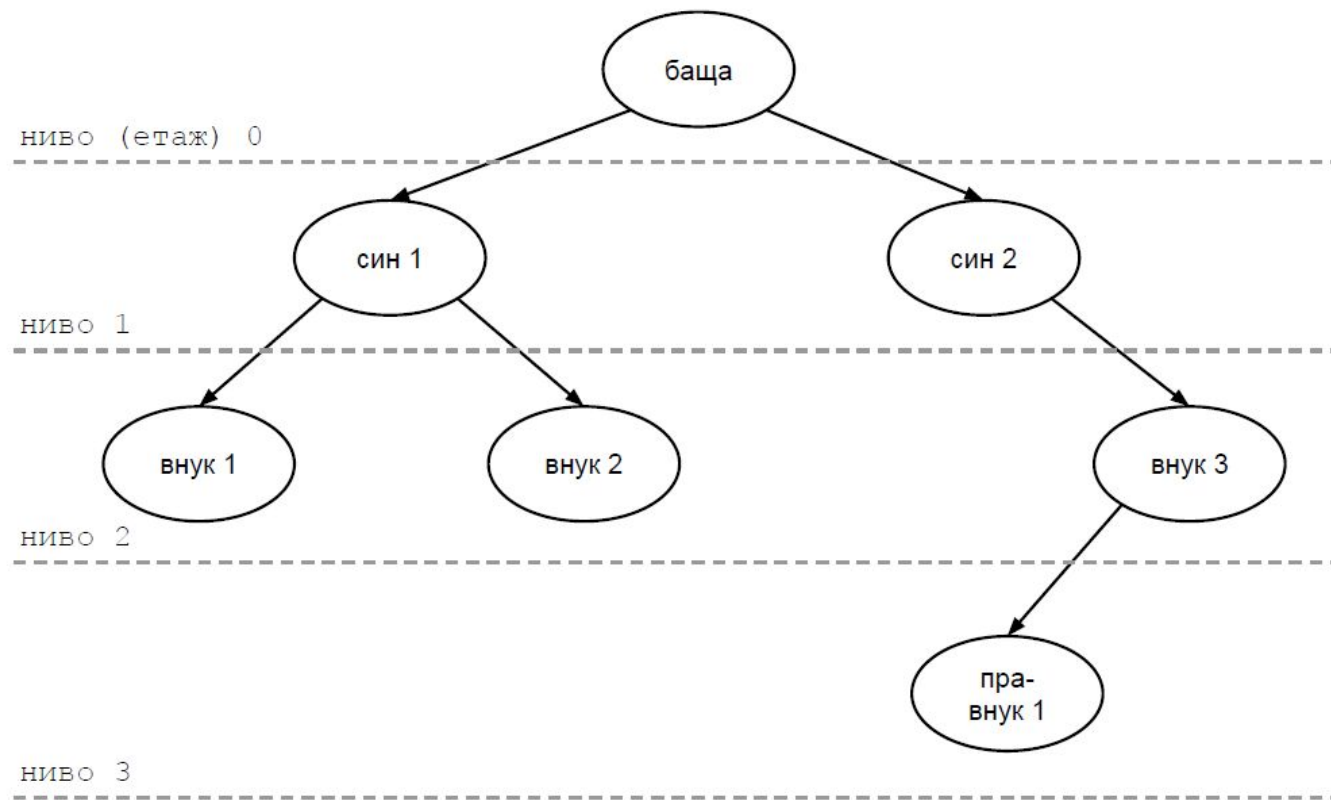 баща
ниво (етаж) 0
син 1
син 2
ниво 1
внук 1
внук 2
внук 3
ниво 2
пра-
внук 1
ниво 3